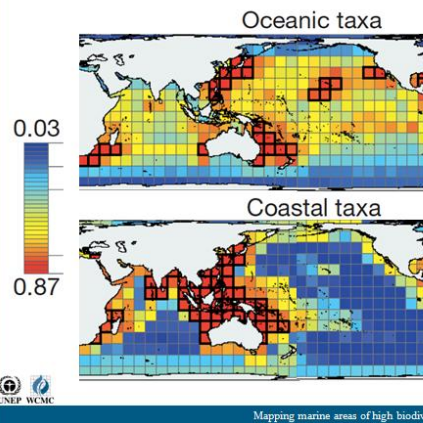 Oceanic taxa
0.03
Coastal taxa
0.87
UNEP WCMC
Mapping marine areas of high biodiv